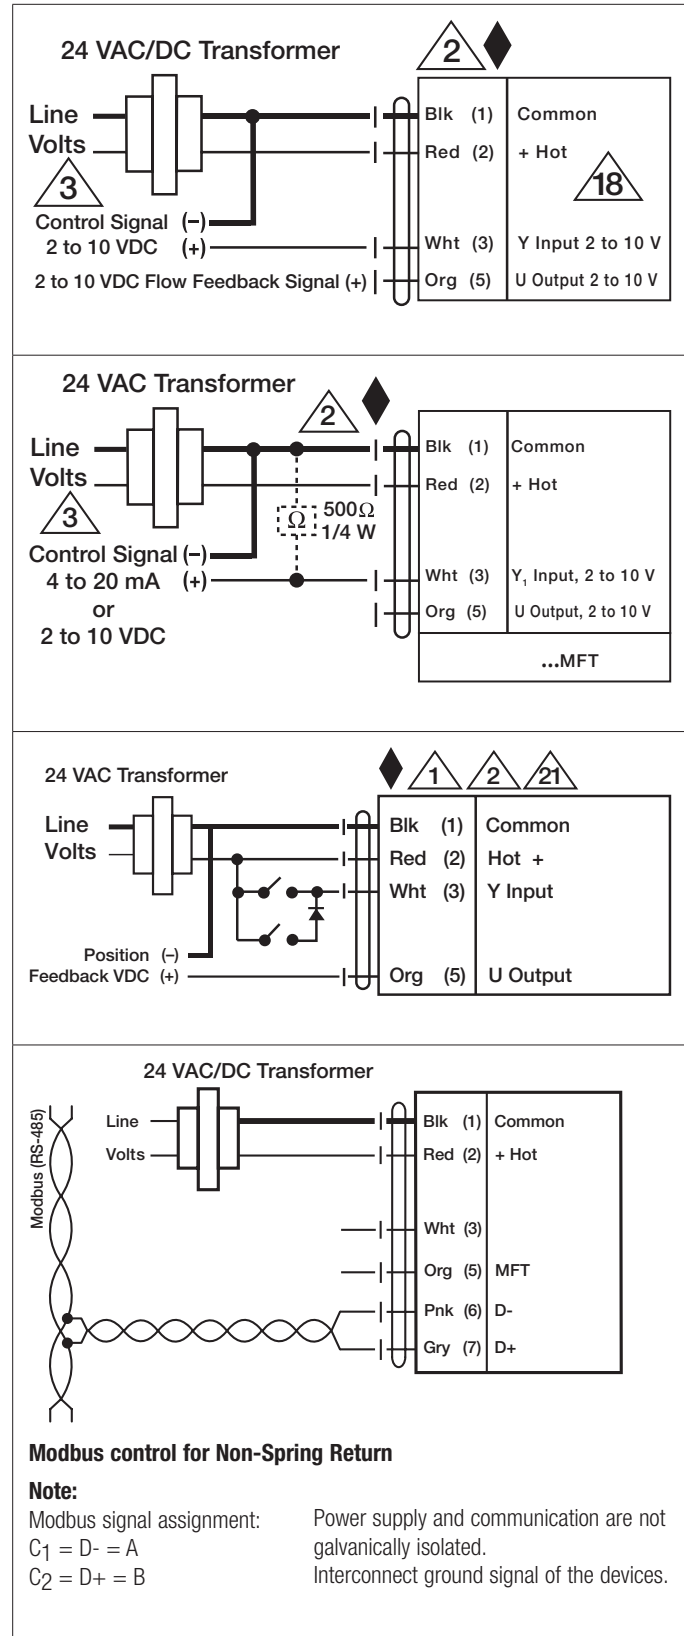 24 VAC/DC Transformer
2
Line
Volts
3
Blk (1) Common
Red (2) + Hot
18
Control Signal (–)
2 to 10 VDC (+)
Wht (3) Y Input 2 to 10 V
2 to 10 VDC Flow Feedback Signal (+)
Org (5) U Output 2 to 10 V
24 VAC Transformer
2
Line
Volts
3
Blk (1) Common
Red (2) + Hot
Ω
500Ω
1/4 W
Control Signal (–)
4 to 20 mA (+)
or
2 to 10 VDC
Wht (3) Y1 Input, 2 to 10 V
Org (5) U Output, 2 to 10 V
...MFT
24 VAC Transformer
1 2 21
Line
Volts
Blk (1) Common
Red (2) Hot +
Wht (3) Y Input
Position (–)
Feedback VDC (+)
Org (5) U Output
24 VAC/DC Transformer
Modbus (RS-485)
Line
Volts
Blk (1) Common
Red (2) + Hot
Wht (3)
Org (5) MFT
Pnk (6) D-
Gry (7) D+
Modbus control for Non-Spring Return
Note:
Modbus signal assignment:
C1 = D- = A
C2 = D+ = B
Power supply and communication are not
galvanically isolated.
Interconnect ground signal of the devices.